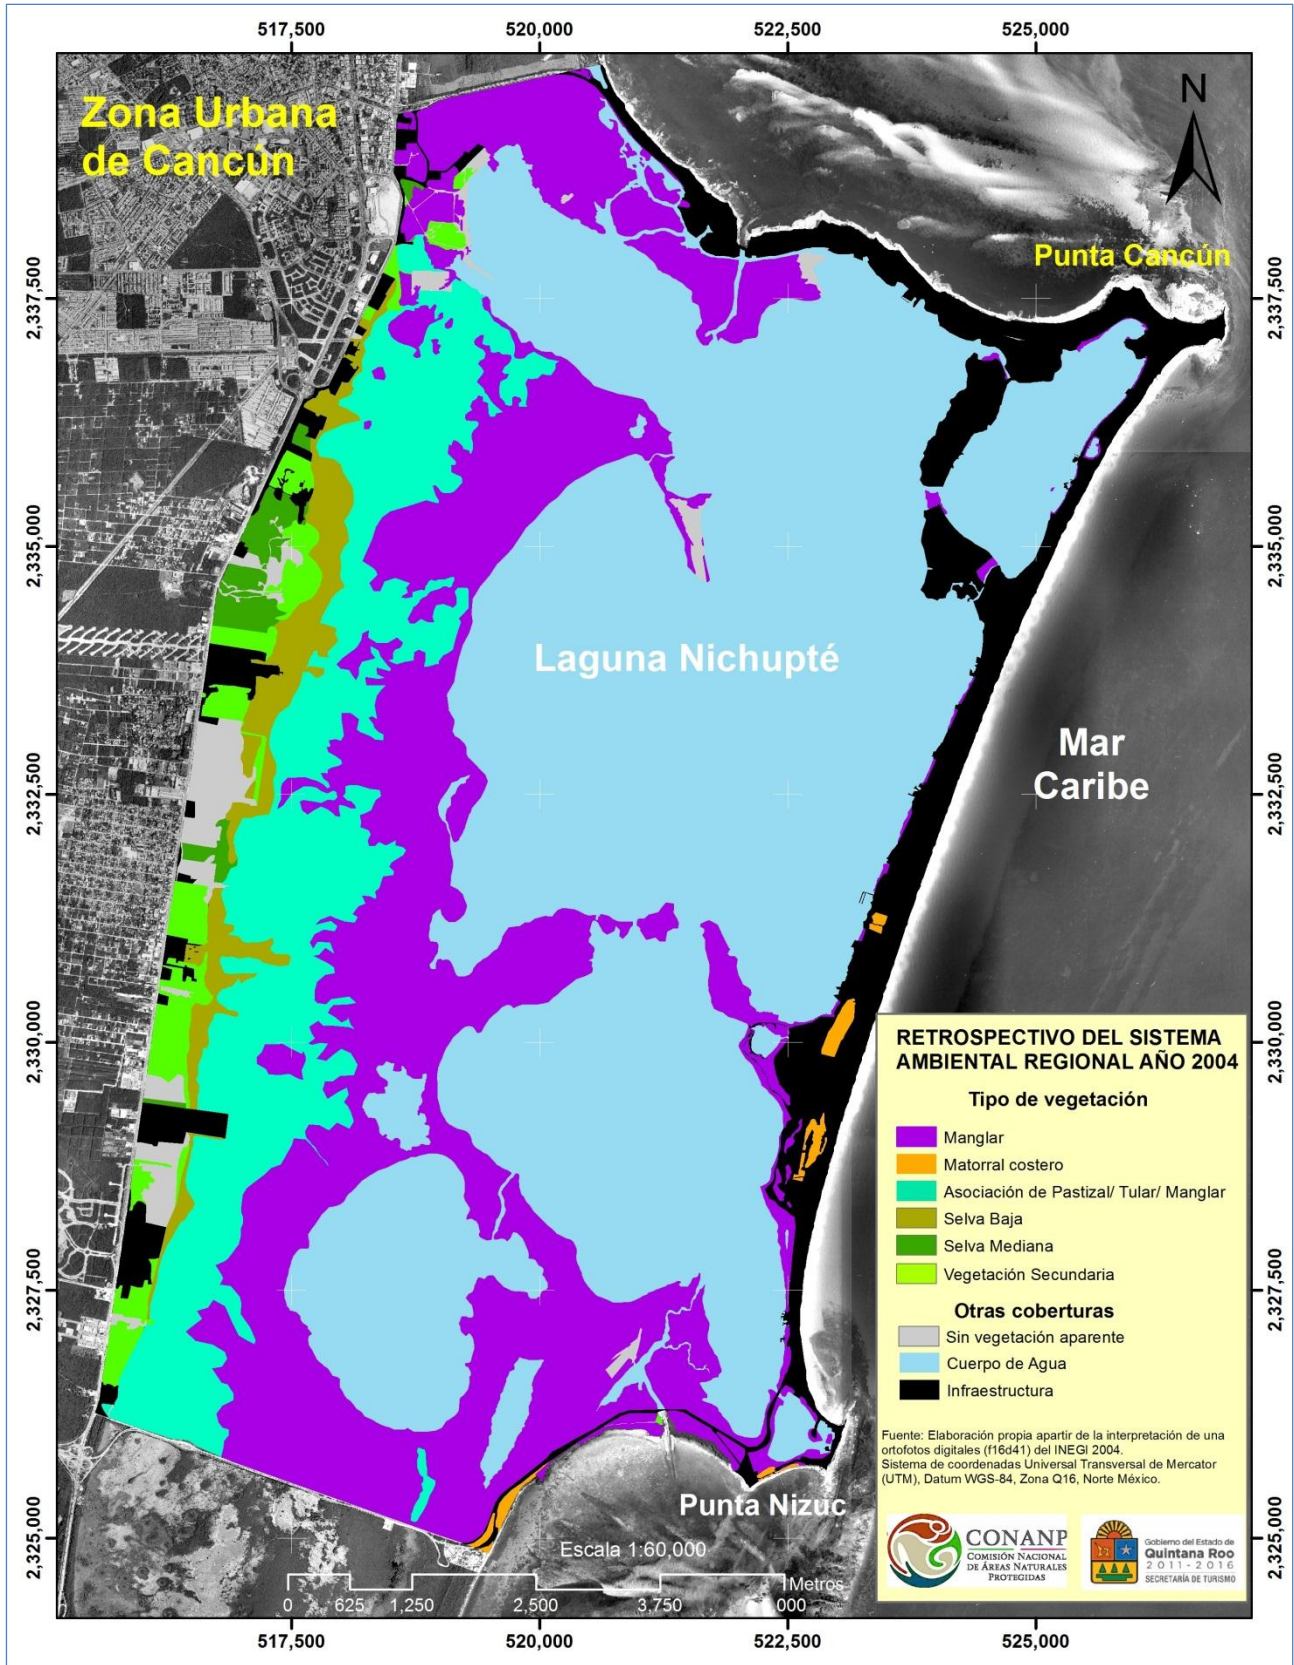 517,500 520,000 522,500 525,000
N
Zona Urbana
de Cancún
Punta Cancún
2,337,500 2,337,500
2,335,000 2,335,000
Laguna Nichupté
Mar
Caribe
2,332,500 2,332,500
2,330,000 2,330,000
RETROSPECTIVO DEL SISTEMA
AMBIENTAL REGIONAL AÑO 2004
Tipo de vegetación
Manglar
Matorral costero
Asociación de Pastizal/ Tular/ Manglar
Selva Baja
Selva Mediana
Vegetación Secundaria
Otras coberturas
Sin vegetación aparente
Cuerpo de Agua
Infraestructura
2,327,500 2,327,500
Fuente: Elaboración propia apartir de la interpretación de una
ortofotos digitales (f16d41) del INEGI 2004.
Sistema de coordenadas Universal Transversal de Mercator
(UTM), Datum WGS-84, Zona Q16, Norte México.
Punta Nizuc
2,325,000 2,325,000
CONANP
COMISIÓN NACIONAL
DE ÁREAS NATURALES
PROTEGIDAS
Gobierno del Estado de
Quintana Roo
2011-2016
SECRETARÍA DE TURISMO
Escala 1:60,000
Metros
0 625 1,250 2,500 3,750 000
517,500 520,000 522,500 525,000